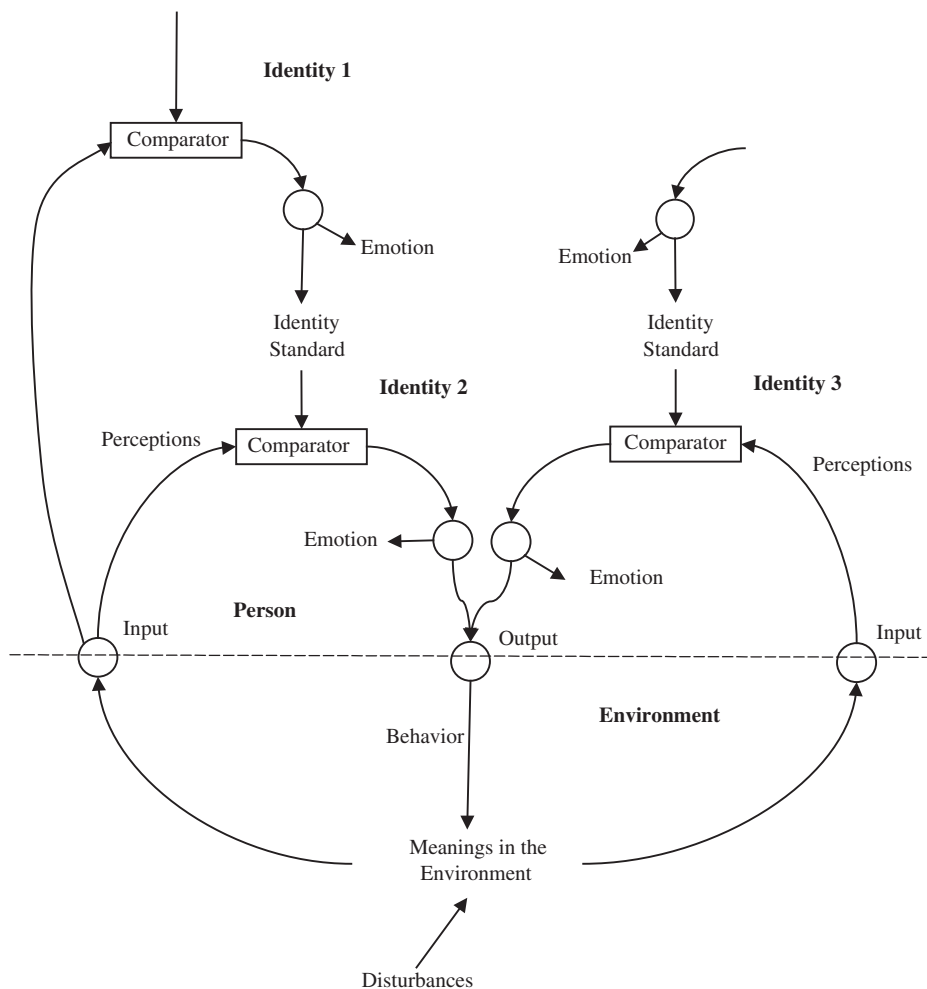 Identity 1
Comparator
Emotion
Emotion
Identity
Standard
Identity
Standard
Identity 2
Identity 3
Perceptions
Comparator
Comparator
Perceptions
Emotion
Emotion
Person
Input
Output
Input
Environment
Behavior
Meanings in the
Environment
Disturbances